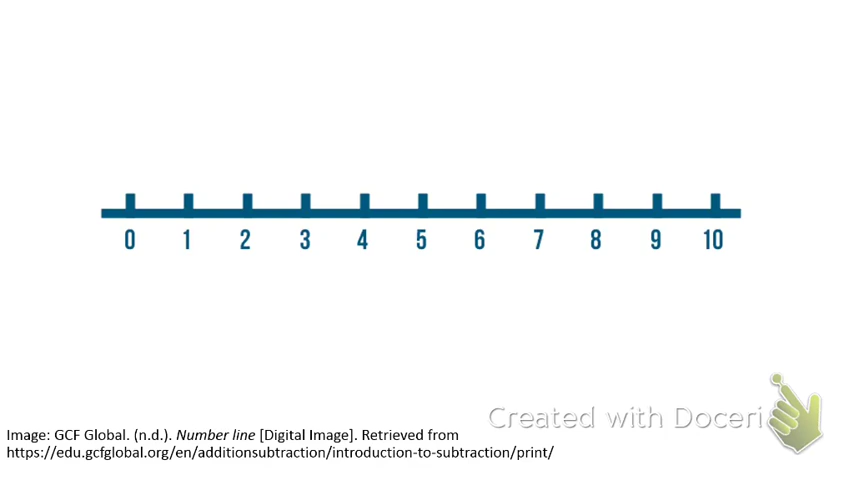 0 1 2 3 4 5 6 7 8 9 10
Created with Doceri
Image: GCF Global. (n.d.). Number line [Digital Image]. Retrieved from
https://edu.gcfglobal.org/en/additionsubtraction/introduction-to-subtraction/print/